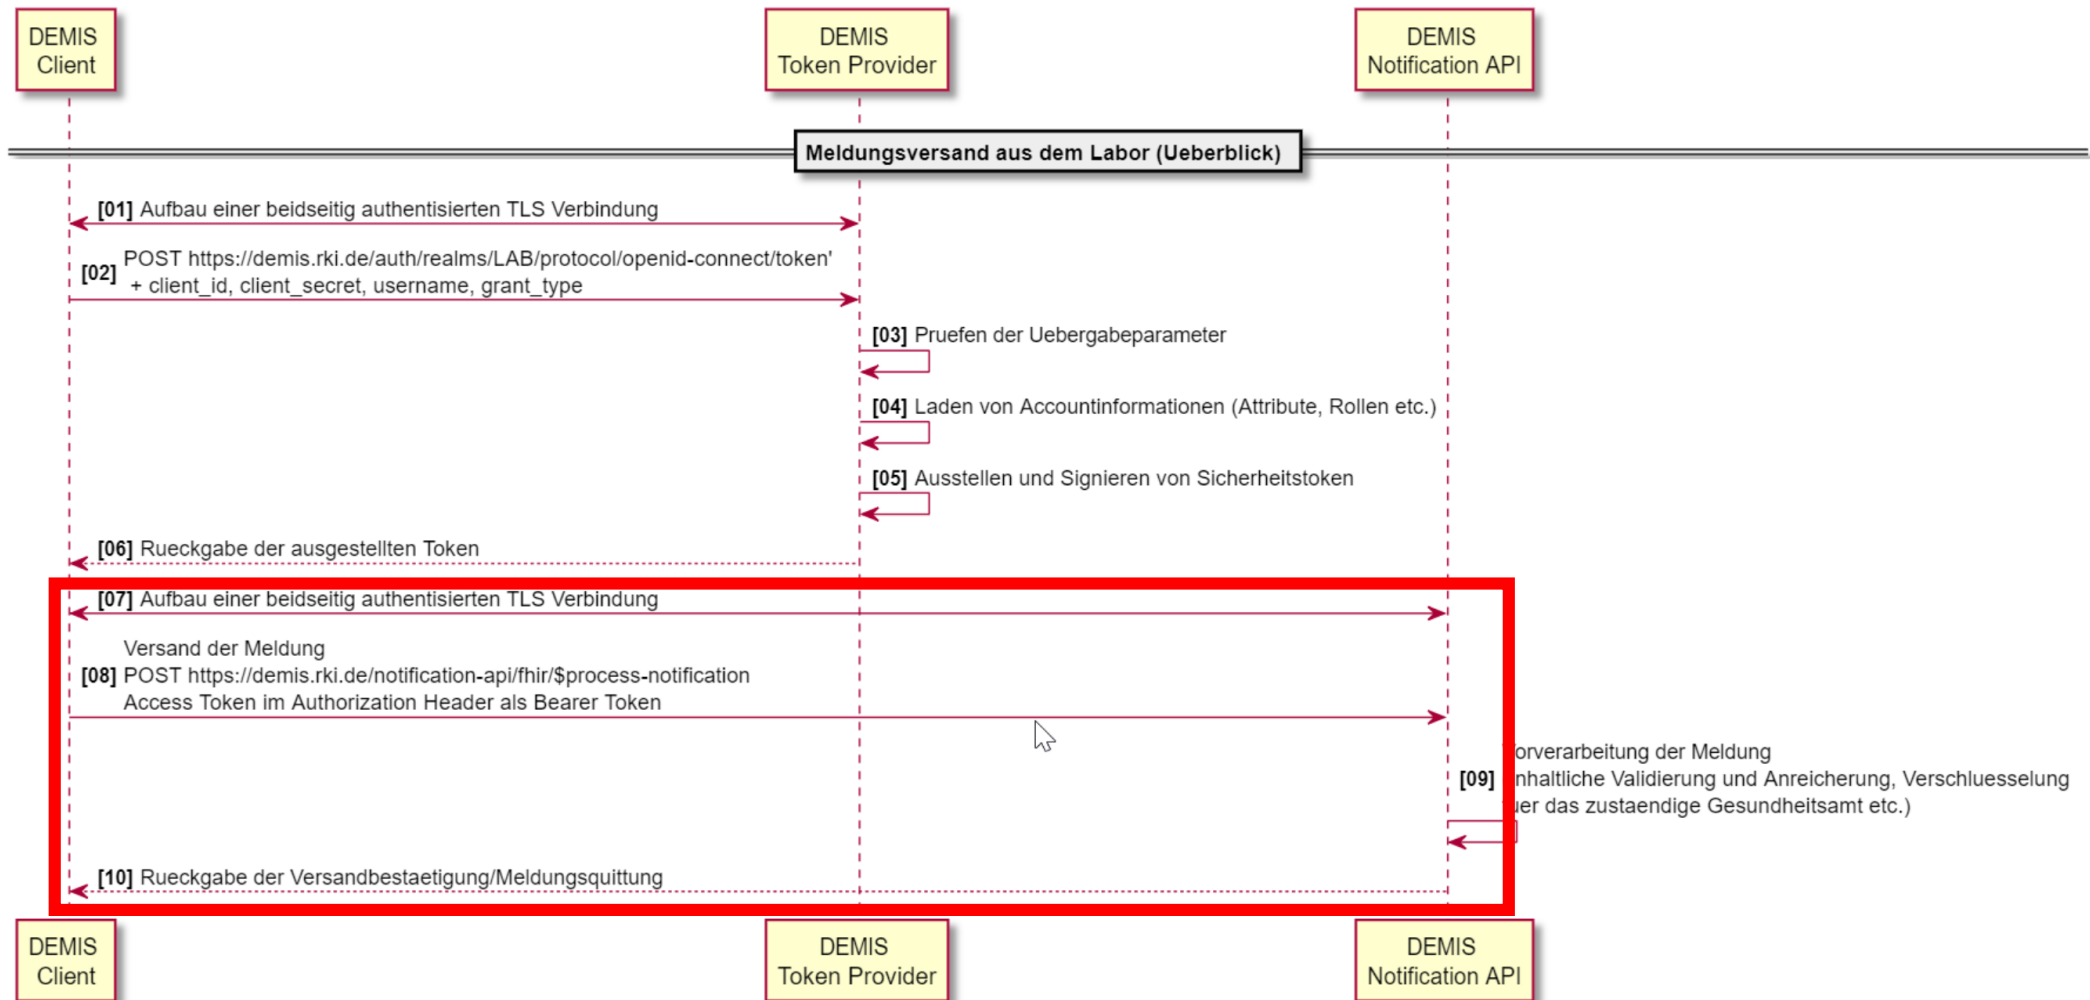 DEMIS
Client
DEMIS
Token Provider
DEMIS
Notification API
Meldungsversand aus dem Labor (Ueberblick)
[01] Aufbau einer beidseitig authentisierten TLS Verbindung
POST https://demis.rki.de/auth/realms/LAB/protocol/openid-connect/token'
[02]
+ client_id, client_secret, username, grant_type
[03] Pruefen der Uebergabeparameter
[04] Laden von Accountinformationen (Attribute, Rollen etc.)
[05] Ausstellen und Signieren von Sicherheitstoken
[06] Rueckgabe der ausgestellten Token
[07] Aufbau einer beidseitig authentisierten TLS Verbindung
Versand der Meldung
[08] POST https://demis.rki.de/notification-api/fhir/$process-notification
Access Token im Authorization Header als Bearer Token
orverarbeitung der Meldung
[09] nhaltliche Validierung und Anreicherung, Verschluesselung
uer das zustaendige Gesundheitsamt etc.)
[10] Rueckgabe der Versandbestaetigung/Meldungsquittung
DEMIS
Client
DEMIS
Token Provider
DEMIS
Notification API